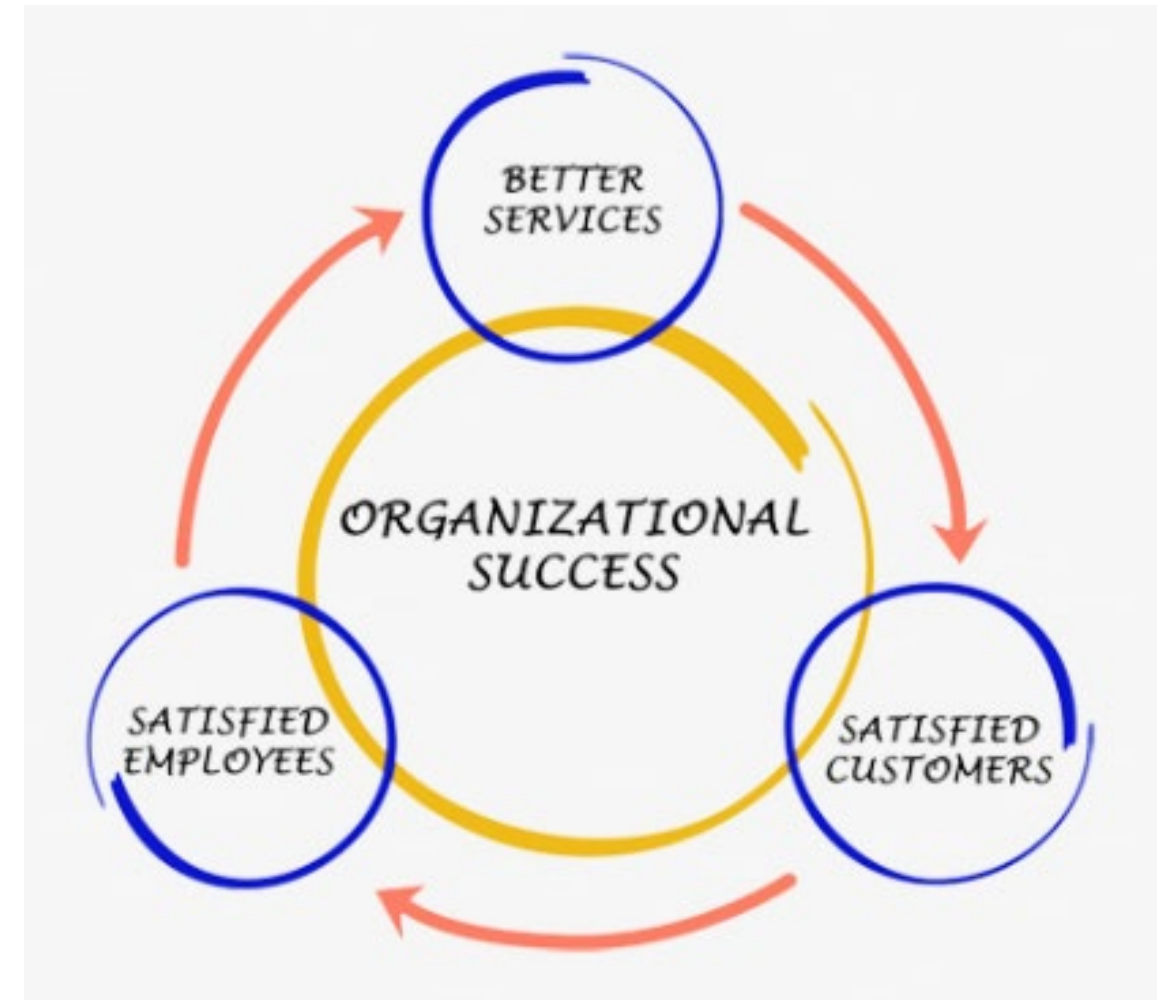 BETTER
SERVICES
ORGANIZATIONAL
SUCCESS
SATISFIED
EMPLOYEES
SATISFIED
CUSTOMERS